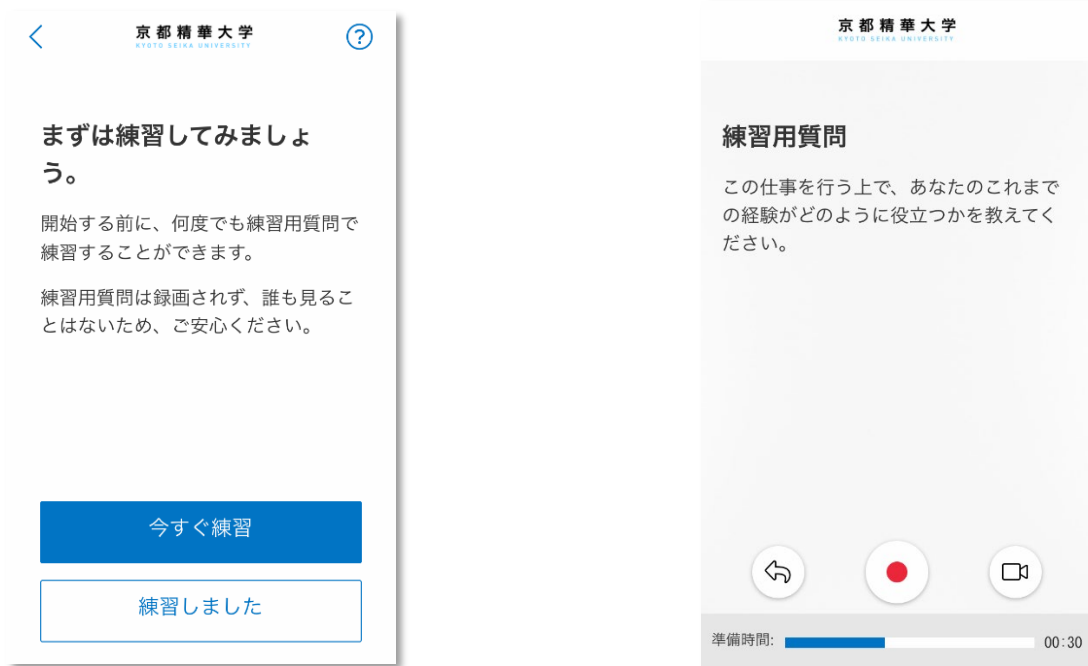 京都精華大学
KYOTO SEIKA UNIVERSITY
?
まずは練習してみましょ
う。
開始する前に、何度でも練習用質問で
練習することができます。
練習用質問は録画されず、誰も見るこ
とはないため、ご安心ください。
今すぐ練習
練習しました
京都精華大学
KYOTO SEIKA UNIVERSITY
練習用質問
この仕事を行う上で、あなたのこれまで
の経験がどのように役立つかを教えてく
ださい。
準備時間: 00:30